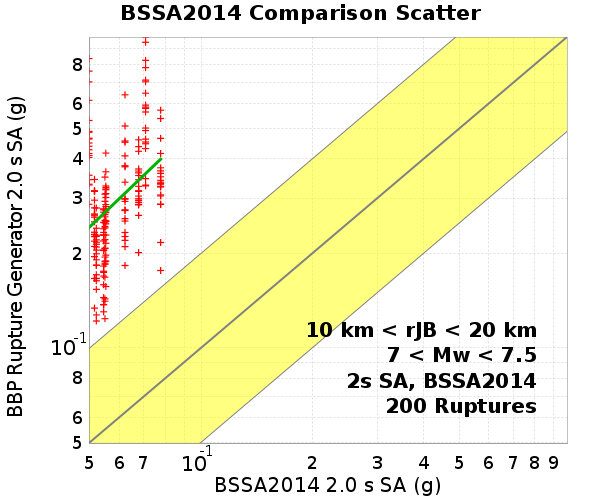 BSSA2014 Comparison Scatter
BBP Rupture Generator 2.0 s SA (g)
8
6
5
4
3
2
10-1
8
6
5
10 km < rJB < 20 km
7 < Mw < 7.5
2s SA, BSSA2014
200 Ruptures
5 6 7 10-1 2 3 4 5 6 7 8 9
BSSA2014 2.0 s SA (g)